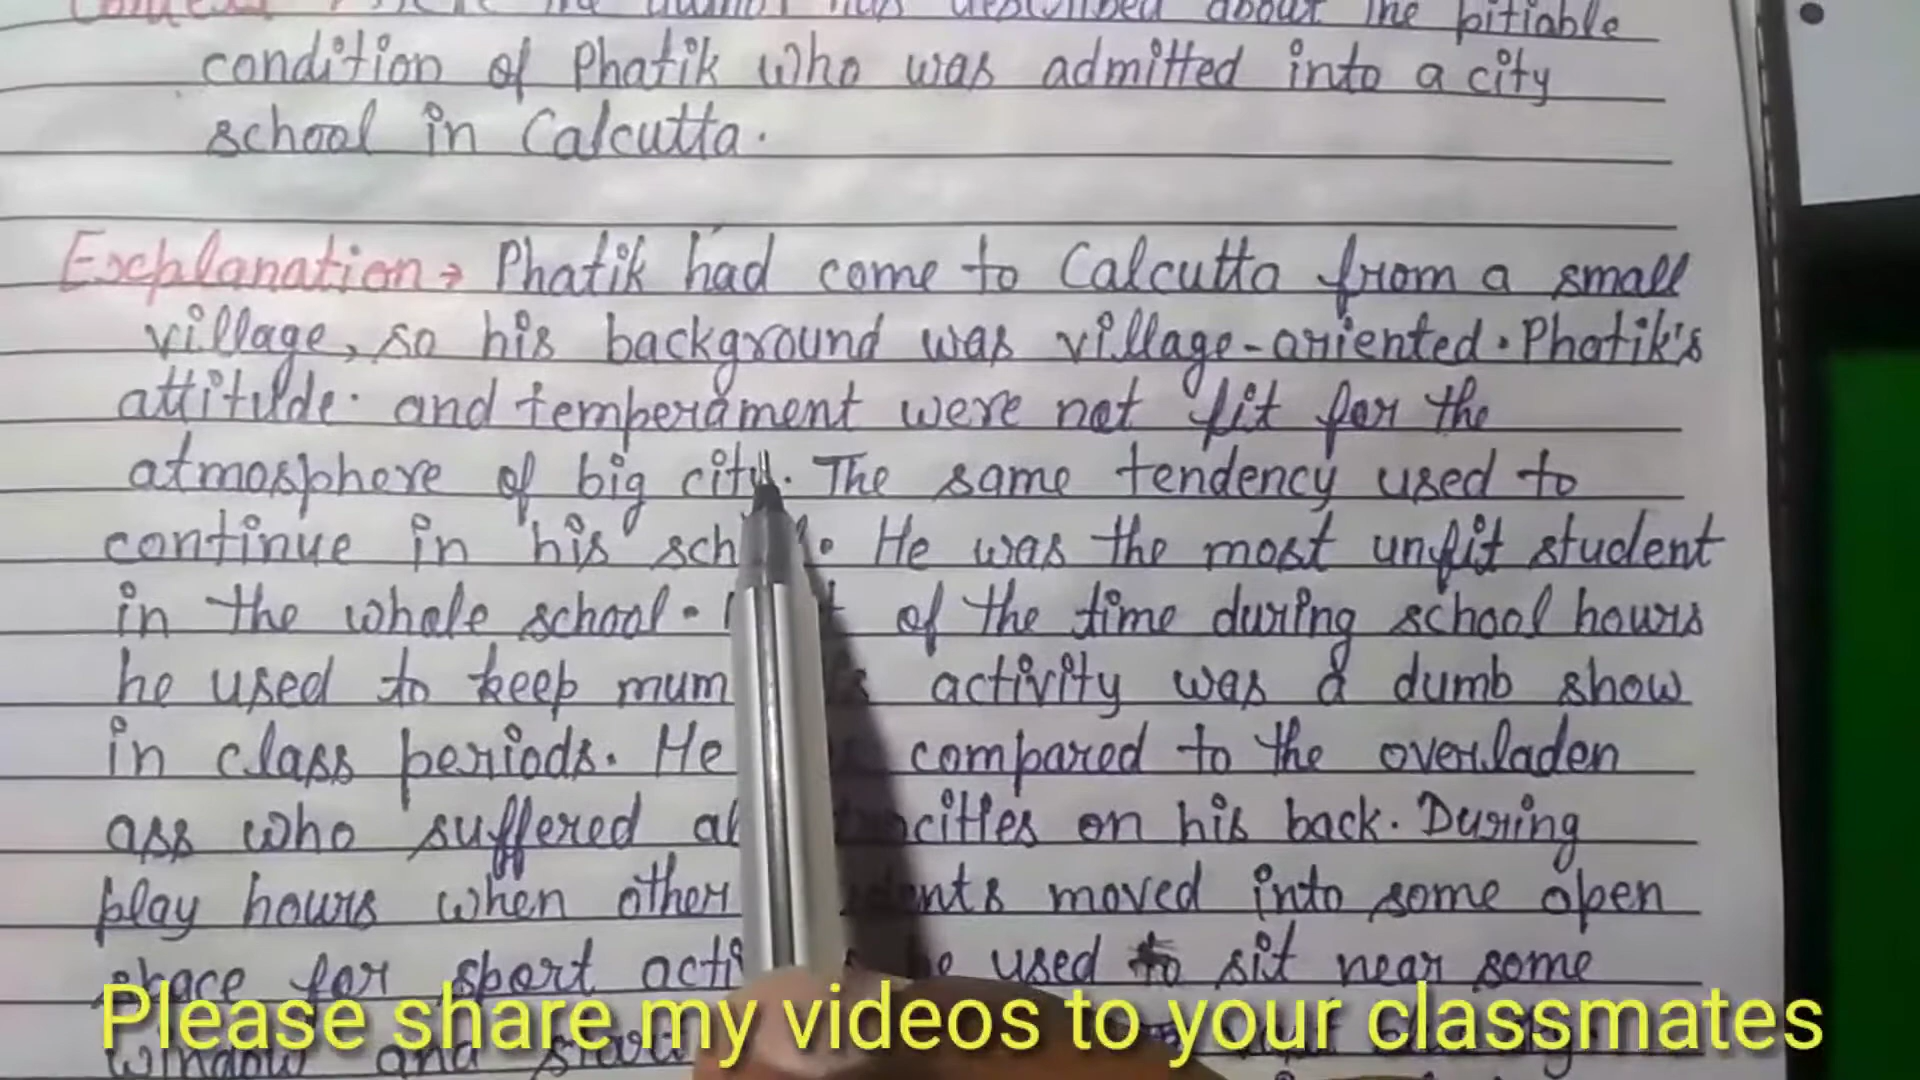 the pitiable
condition of Phatik who was admitted into a city
school in Calcutta.
Explanation → Phatik had come to Calcutta from a small
village, so his background was village-oriented. Phatik's
attitude. and temperament were not fit for the
atmosphere of big city. The same tendency used to
continue in his He was the most unfit student
in the whole school. of the time during school hours
he used to keep mum activity was a dumb show
in class periods. He compared to the overladen
ass who suffered on his back. During
play hours when other moved into some open
space for sport used to sit near some
Please share my videos to your classmates
window and